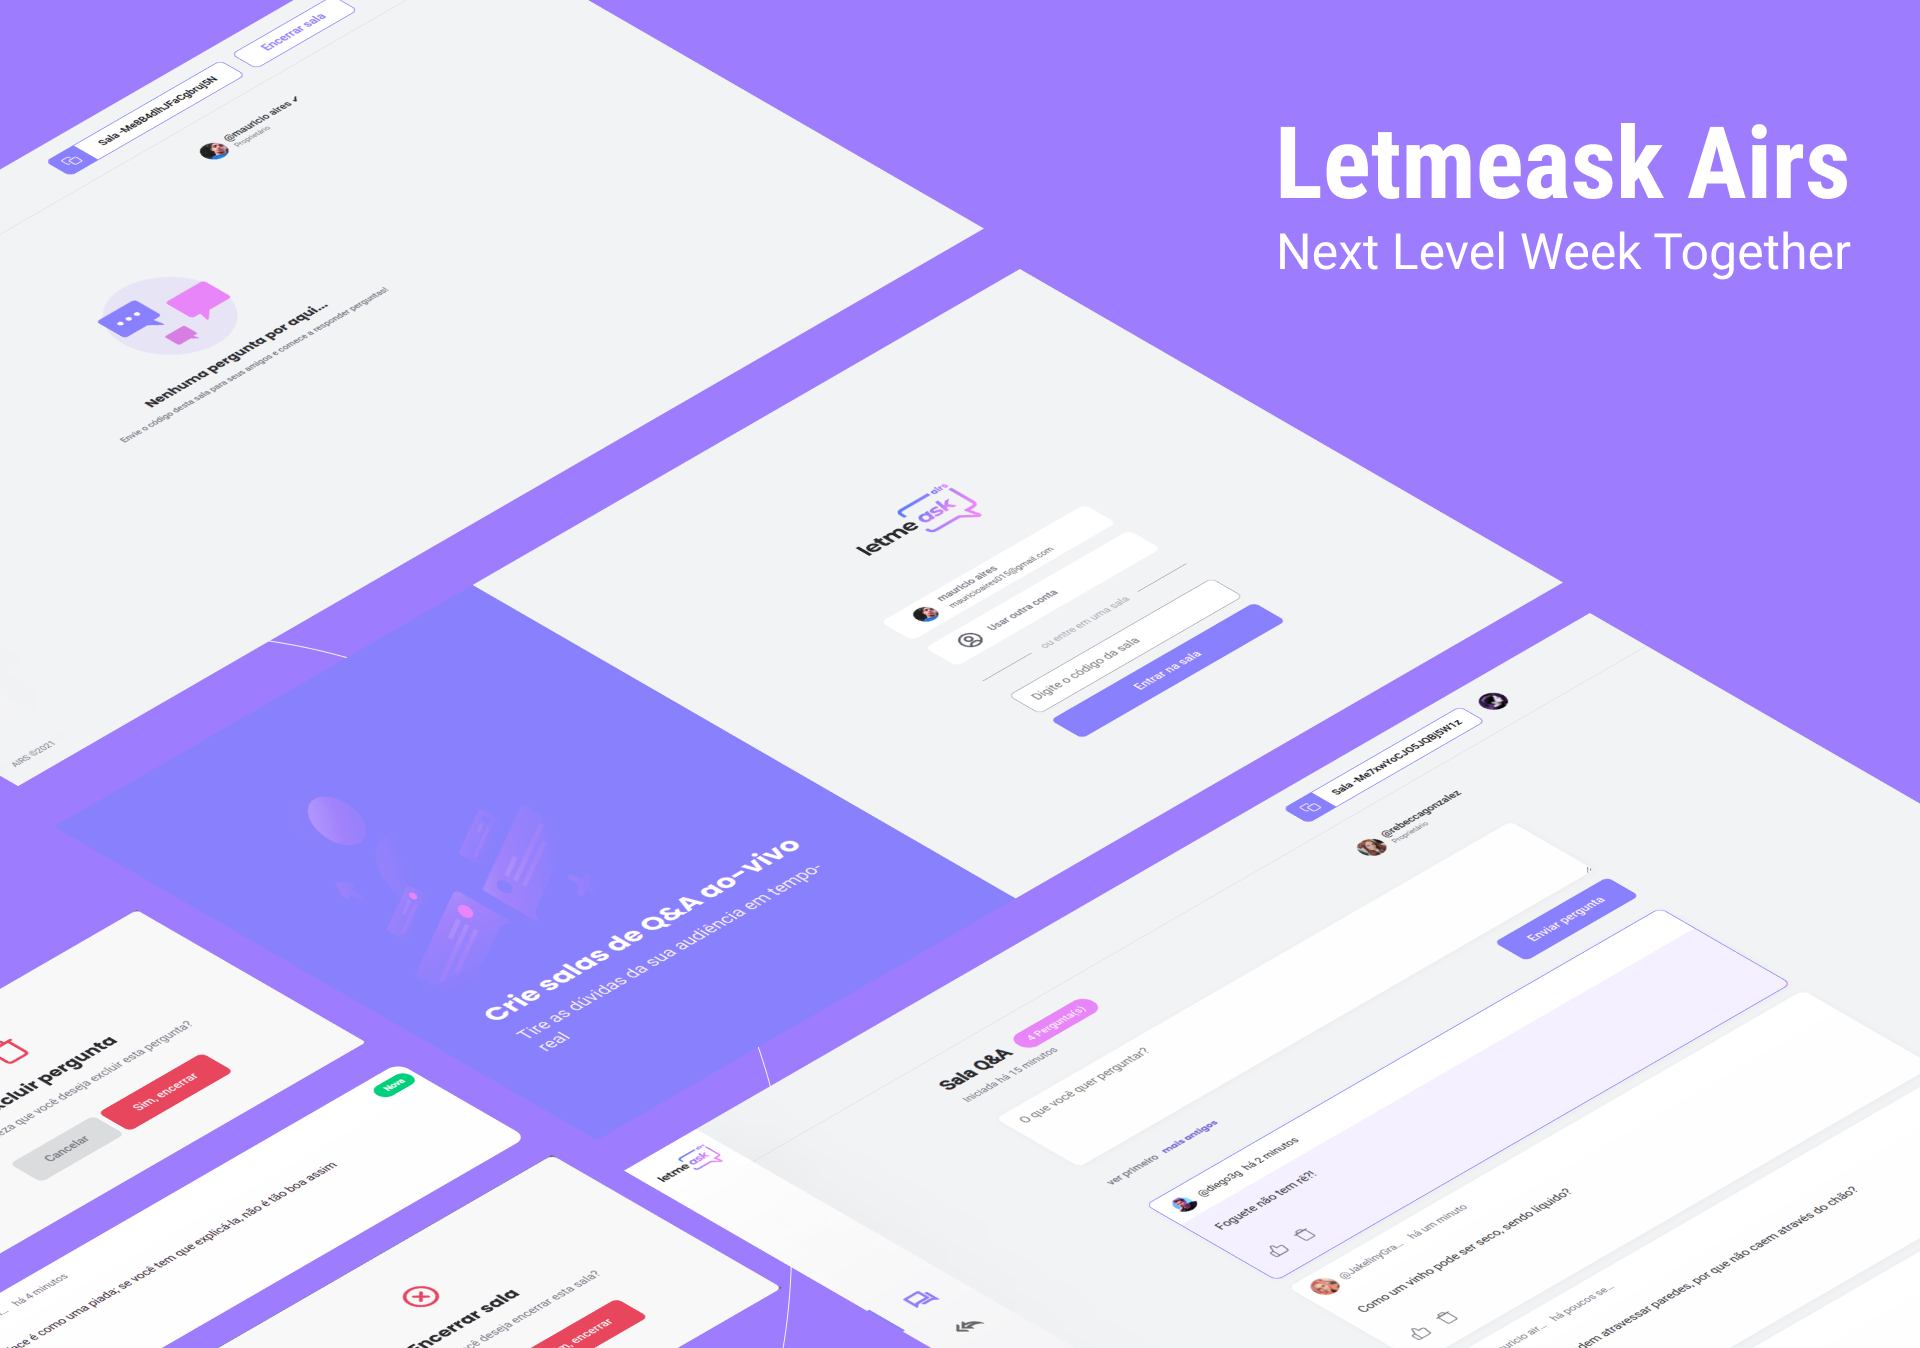 Letmeask Airs
Next Level Week Together
Encerrar sala
Sala -Me8B4dlhJFaCgbruj5N
@mauricio aires ✓
Proprietário
Nenhuma pergunta por aqui...
Envie o código desta sala para seus amigos e comece a responder perguntas!
AIRS ©2021
letme ask airs
mauricio aires
mauricioaires015@gmail.com
Usar outra conta
ou entre em uma sala
Digite o código da sala
Entrar na sala
Crie salas de Q&A ao-vivo
Tire as dúvidas da sua audiência em tempo-
real
cluir pergunta
eza que você deseja excluir esta pergunta?
Cancelar
Sim, encerrar
Nova
... há 4 minutos
ace é como uma piada; se você tem que explicá-la, não é tão boa assim
Encerrar sala
cê deseja encerrar esta sala?
m, encerrar
letme ask
Sala -Me7xwYoCJO5JQBj5W1z
@rebeccagonzalez
Proprietário
Sala Q&A
4 Pergunta(s)
Iniciada há 15 minutos
O que você quer perguntar?
Enviar pergunta
ver primeiro mais antigos
@diego3g há 2 minutos
Foguete não tem rê?!
@JakelinyGra... há um minuto
Como um vinho pode ser seco, sendo líquido?
uricio air... há poucos se...
dem atravessar paredes, por que não caem através do chão?